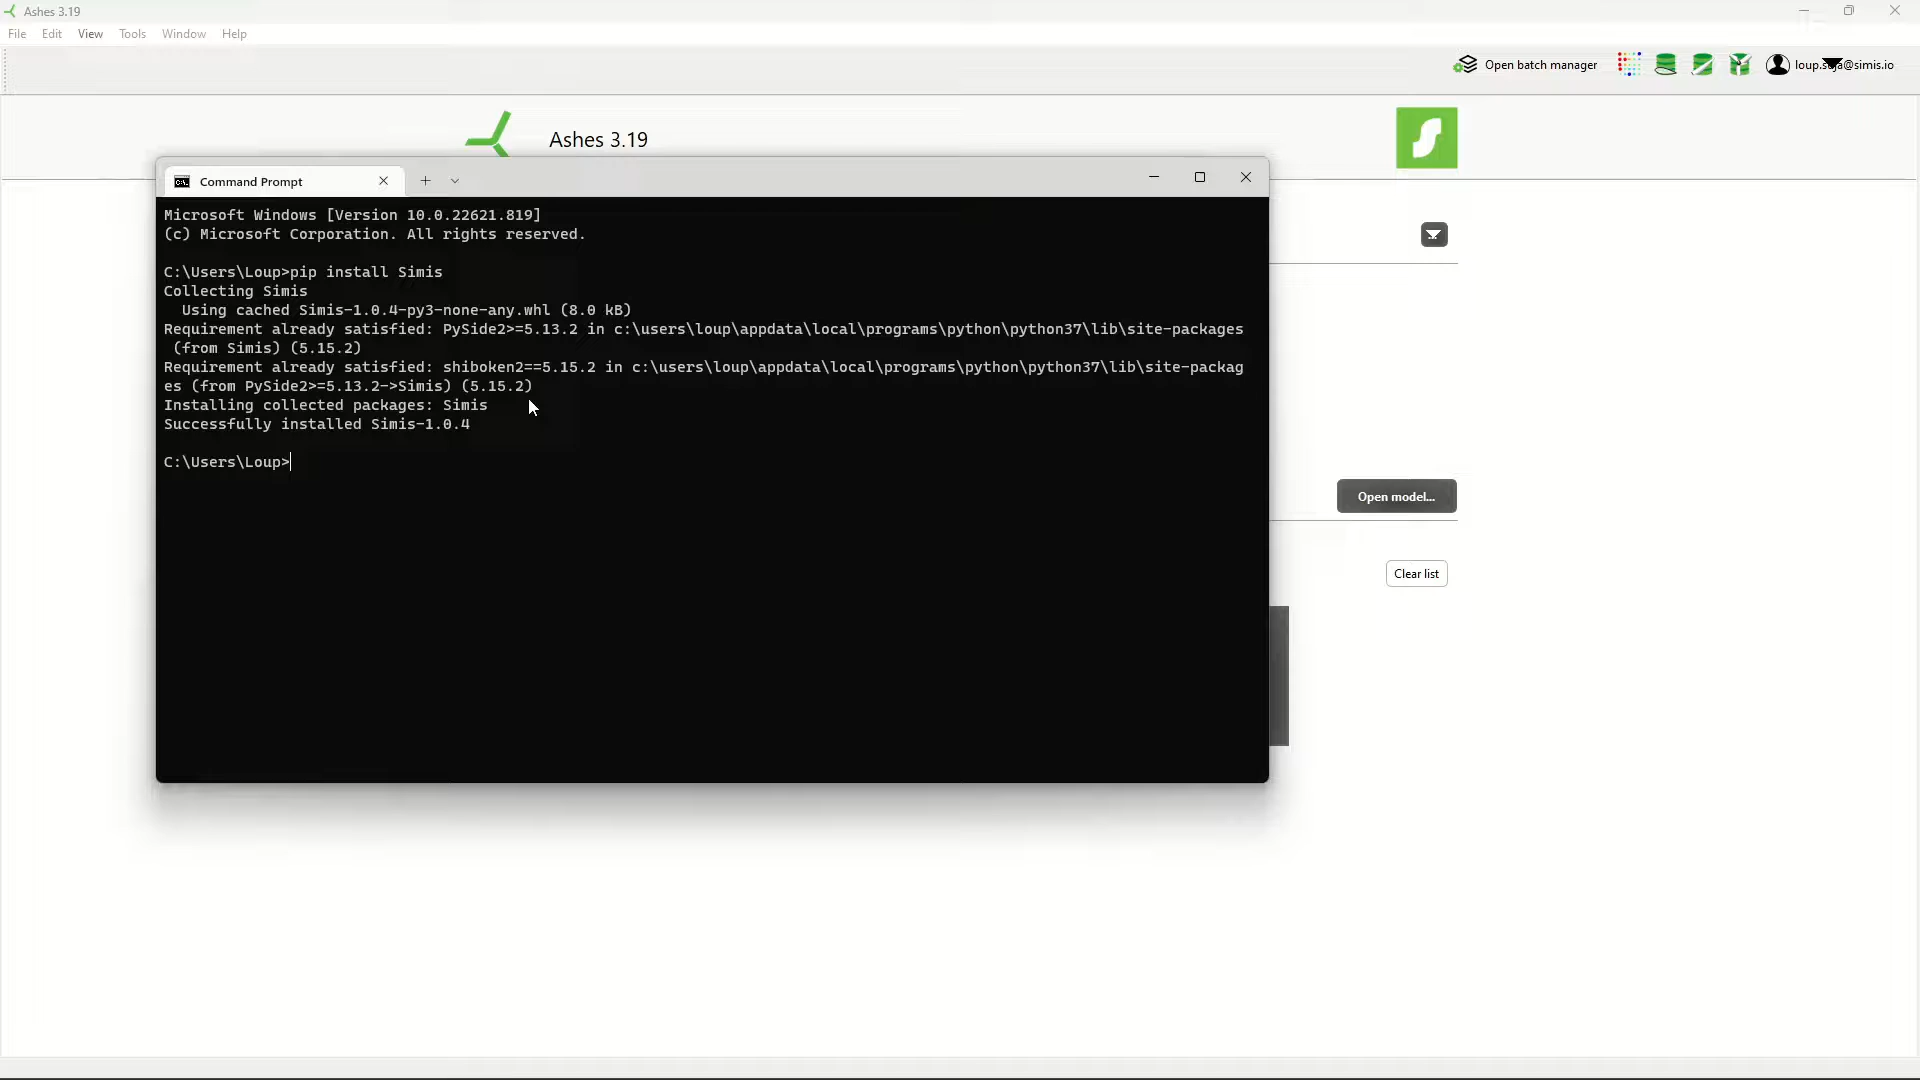 Ashes 3.19
File Edit View Tools Window Help
Open batch manager
Ashes 3.19
Command Prompt
Microsoft Windows [Version 10.0.22621.819]
(c) Microsoft Corporation. All rights reserved.
C:\Users\Loup>pip install Simis
Collecting Simis
Using cached Simis-1.0.4-py3-none-any.whl (8.0 kB)
Requirement already satisfied: PySide2>=5.13.2 in c:\users\loup\appdata\local\programs\python\python37\lib\site-packages
(from Simis) (5.15.2)
Requirement already satisfied: shiboken2==5.15.2 in c:\users\loup\appdata\local\programs\python\python37\lib\site-packag
es (from PySide2>=5.13.2->Simis) (5.15.2)
Installing collected packages: Simis
Successfully installed Simis-1.0.4
C:\Users\Loup>
Open model...
Clear list